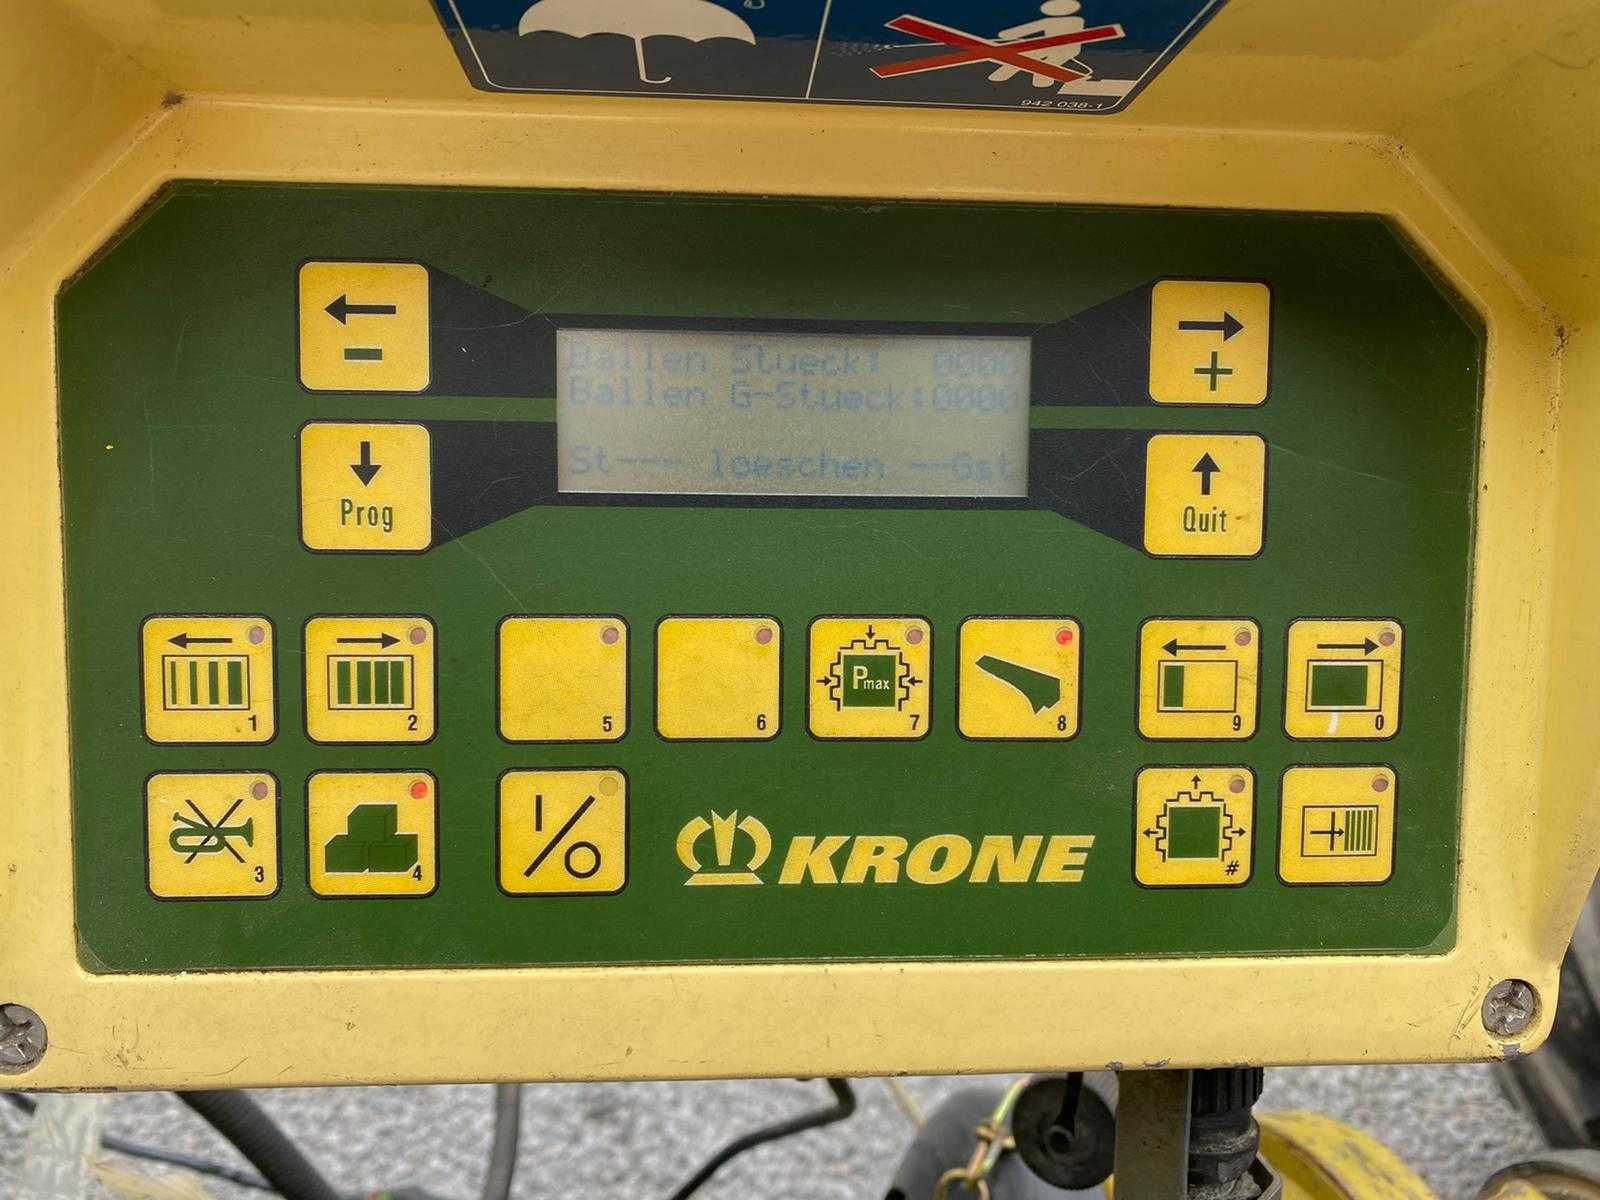 942 038-1
Ballen Stueck: 0000
Ballen G-Stueck:0000
St--- loeschen --Gst
← -
→ +
↓ Prog
↑ Quit
1
2
5
6
Pmax 7
8
9
0
3
4
I/O
KRONE
#